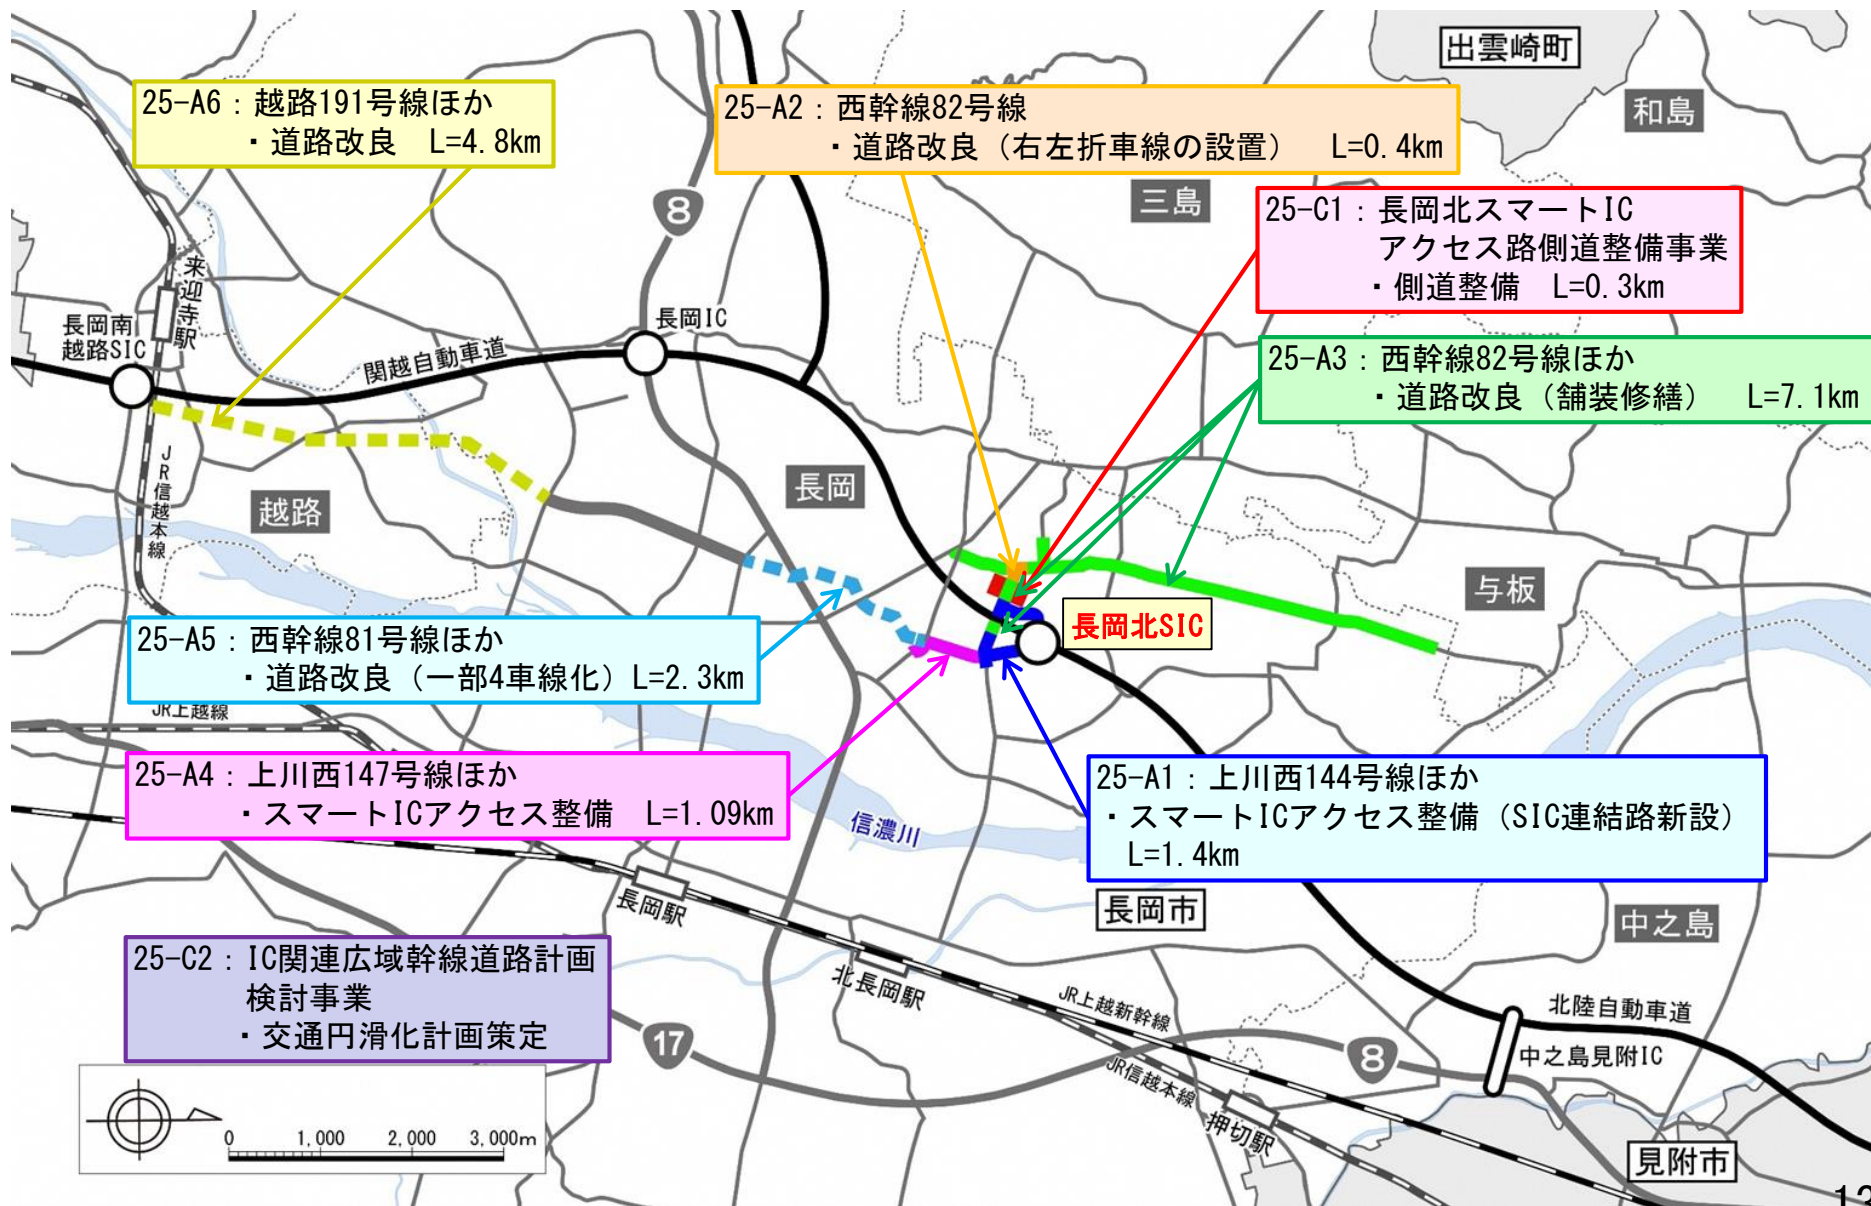 出雲崎町
和島
25-A6：越路191号線ほか
・道路改良　L=4.8km
25-A2：西幹線82号線
・道路改良（右左折車線の設置）　L=0.4km
三島
25-C1：長岡北スマートIC
アクセス路側道整備事業
・側道整備　L=0.3km
8
来迎寺駅
長岡南
越路SIC
関越自動車道
長岡IC
25-A3：西幹線82号線ほか
・道路改良（舗装修繕）　L=7.1km
JR信越本線
越路
長岡
与板
長岡北SIC
25-A5：西幹線81号線ほか
・道路改良（一部4車線化）L=2.3km
JR上越線
25-A4：上川西147号線ほか
・スマートICアクセス整備　L=1.09km
25-A1：上川西144号線ほか
・スマートICアクセス整備（SIC連結路新設）
L=1.4km
信濃川
長岡駅
長岡市
中之島
25-C2：IC関連広域幹線道路計画
検討事業
・交通円滑化計画策定
北長岡駅
JR上越新幹線
北陸自動車道
17
8
中之島見附IC
JR信越本線
押切駅
見附市
0　1,000　2,000　3,000m
13